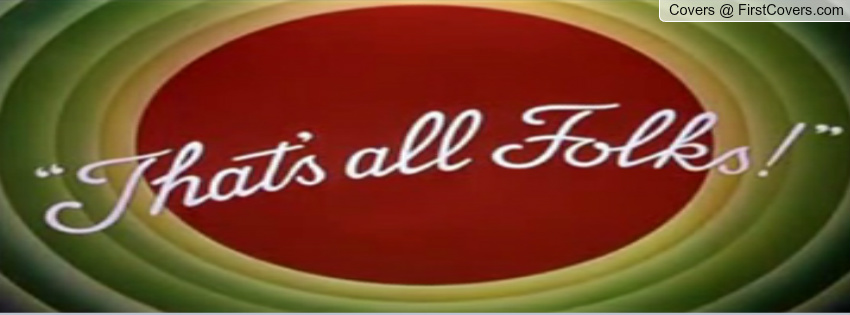 Covers @ FirstCovers.com
“That's all Folks!”